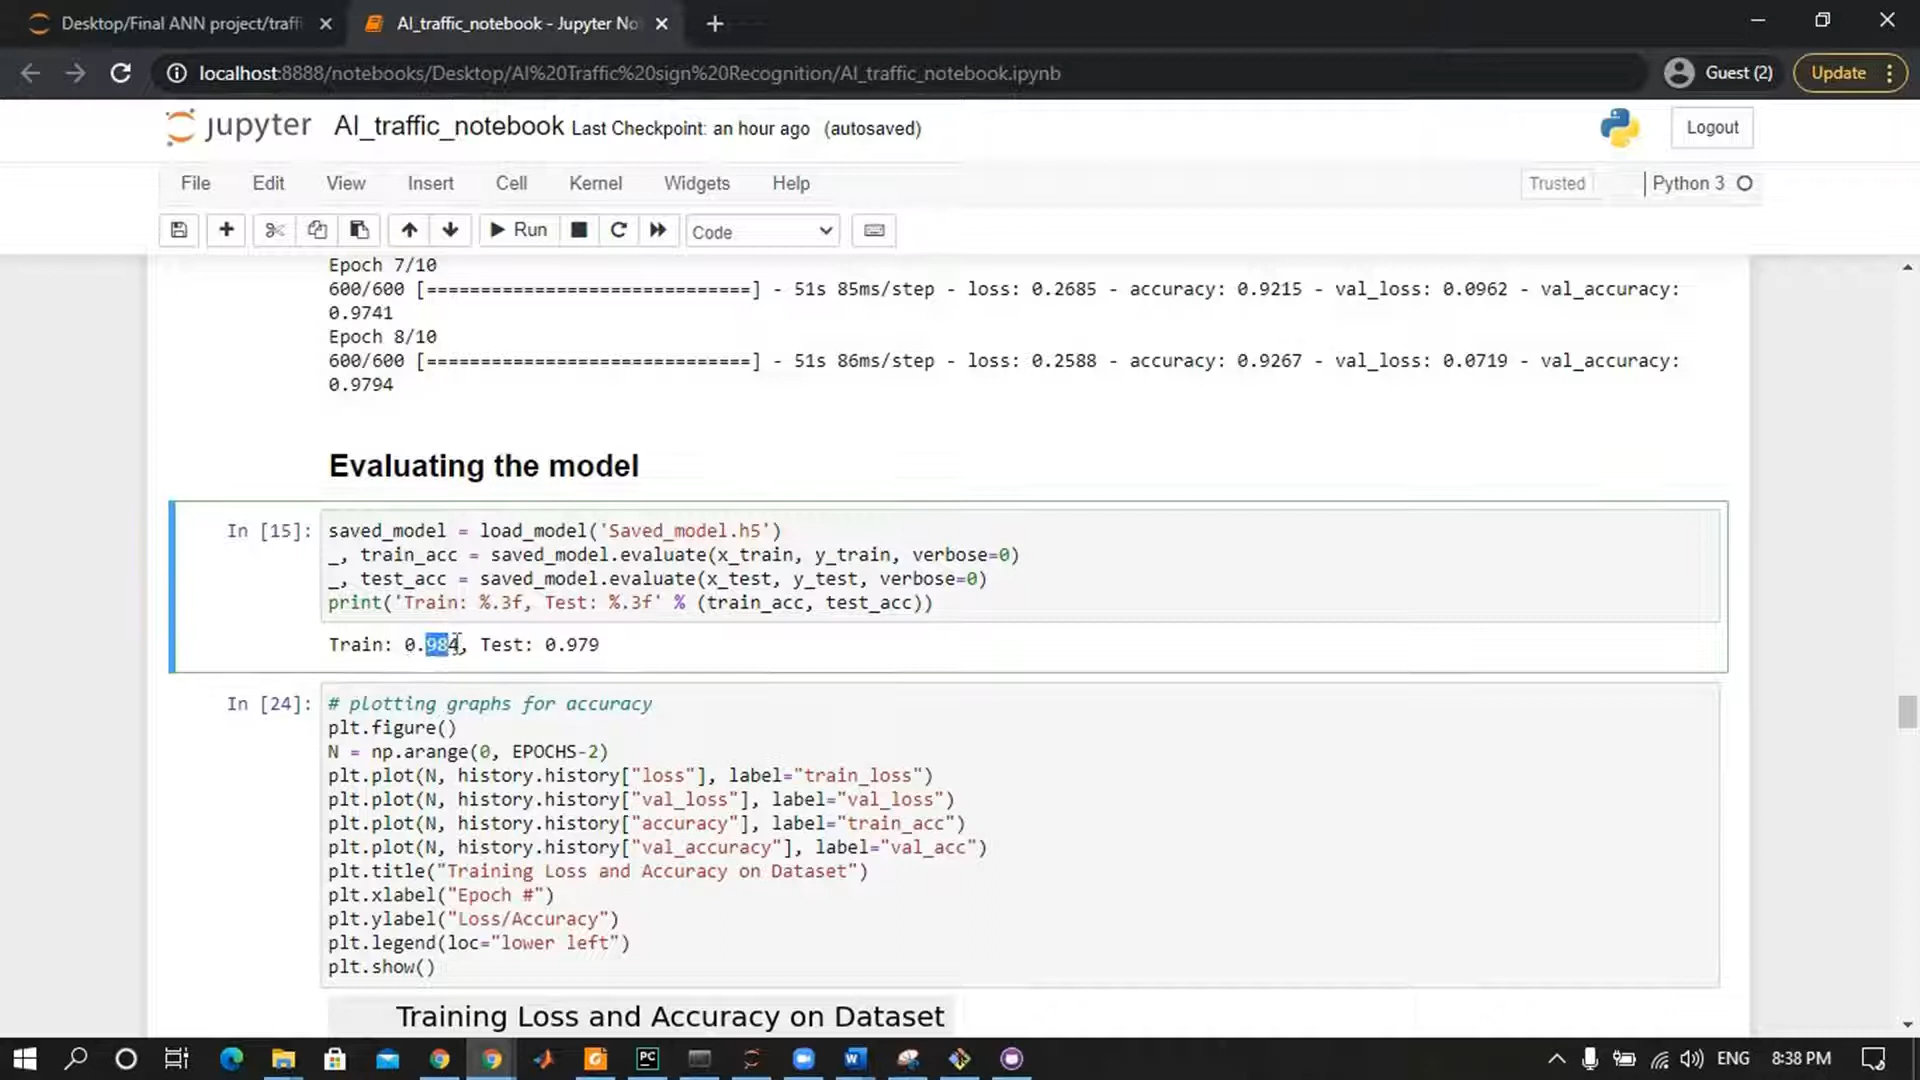 Desktop/Final ANN project/traffi
AI_traffic_notebook - Jupyter No
localhost:8888/notebooks/Desktop/AI%20Traffic%20sign%20Recognition/AI_traffic_notebook.ipynb
Guest (2)
Update
jupyter AI_traffic_notebook Last Checkpoint: an hour ago (autosaved)
Logout
File Edit View Insert Cell Kernel Widgets Help
Trusted
Python 3
Run
Code
Epoch 7/10
600/600 [==============================] - 51s 85ms/step - loss: 0.2685 - accuracy: 0.9215 - val_loss: 0.0962 - val_accuracy:
0.9741
Epoch 8/10
600/600 [==============================] - 51s 86ms/step - loss: 0.2588 - accuracy: 0.9267 - val_loss: 0.0719 - val_accuracy:
0.9794
Evaluating the model
In [15]: saved_model = load_model('Saved_model.h5')
_, train_acc = saved_model.evaluate(x_train, y_train, verbose=0)
_, test_acc = saved_model.evaluate(x_test, y_test, verbose=0)
print('Train: %.3f, Test: %.3f' % (train_acc, test_acc))
Train: 0.984, Test: 0.979
In [24]: # plotting graphs for accuracy
plt.figure()
N = np.arange(0, EPOCHS-2)
plt.plot(N, history.history["loss"], label="train_loss")
plt.plot(N, history.history["val_loss"], label="val_loss")
plt.plot(N, history.history["accuracy"], label="train_acc")
plt.plot(N, history.history["val_accuracy"], label="val_acc")
plt.title("Training Loss and Accuracy on Dataset")
plt.xlabel("Epoch #")
plt.ylabel("Loss/Accuracy")
plt.legend(loc="lower left")
plt.show()
Training Loss and Accuracy on Dataset
PC
W
ENG
8:38 PM